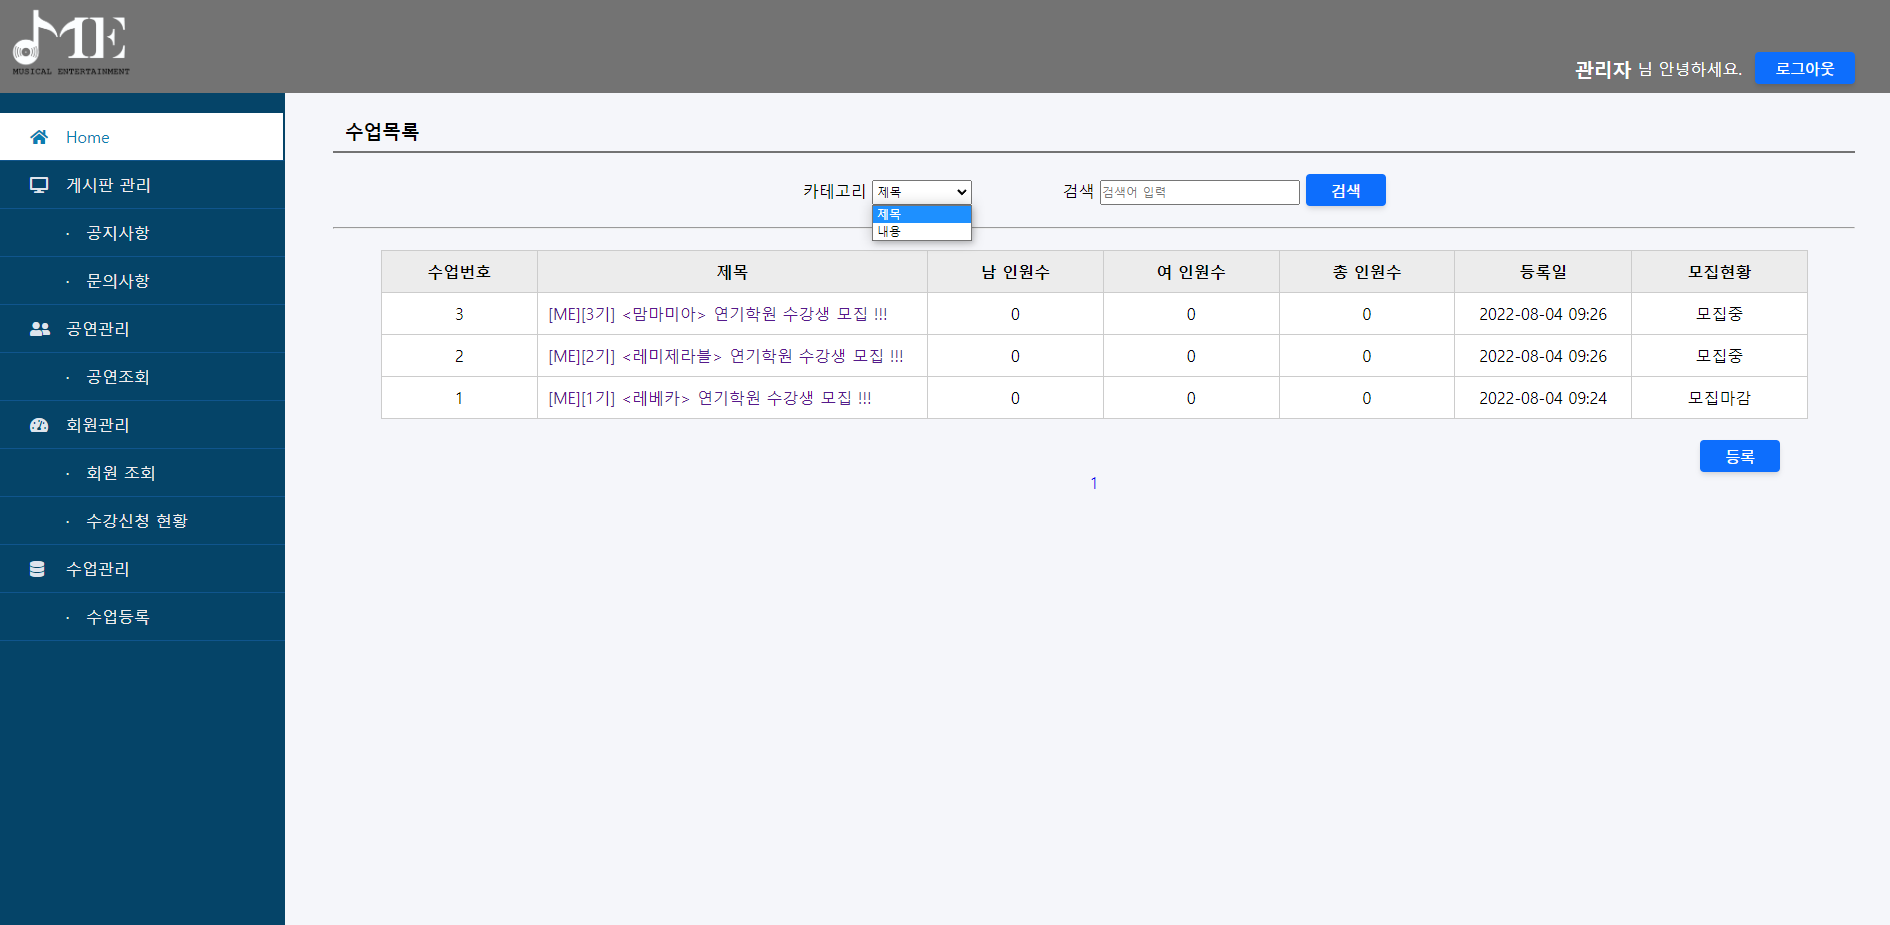 ME
MUSICAL ENTERTAINMENT
관리자 님 안녕하세요. 로그아웃
Home
게시판 관리
· 공지사항
· 문의사항
공연관리
· 공연조회
회원관리
· 회원 조회
· 수강신청 현황
수업관리
· 수업등록
수업목록
카테고리 제목 검색 검색어 입력 검색
제목
내용
수업번호 제목 남 인원수 여 인원수 총 인원수 등록일 모집현황
3 [ME][3기] <맘마미아> 연기학원 수강생 모집 !!! 0 0 0 2022-08-04 09:26 모집중
2 [ME][2기] <레미제라블> 연기학원 수강생 모집 !!! 0 0 0 2022-08-04 09:26 모집중
1 [ME][1기] <레베카> 연기학원 수강생 모집 !!! 0 0 0 2022-08-04 09:24 모집마감
등록
1